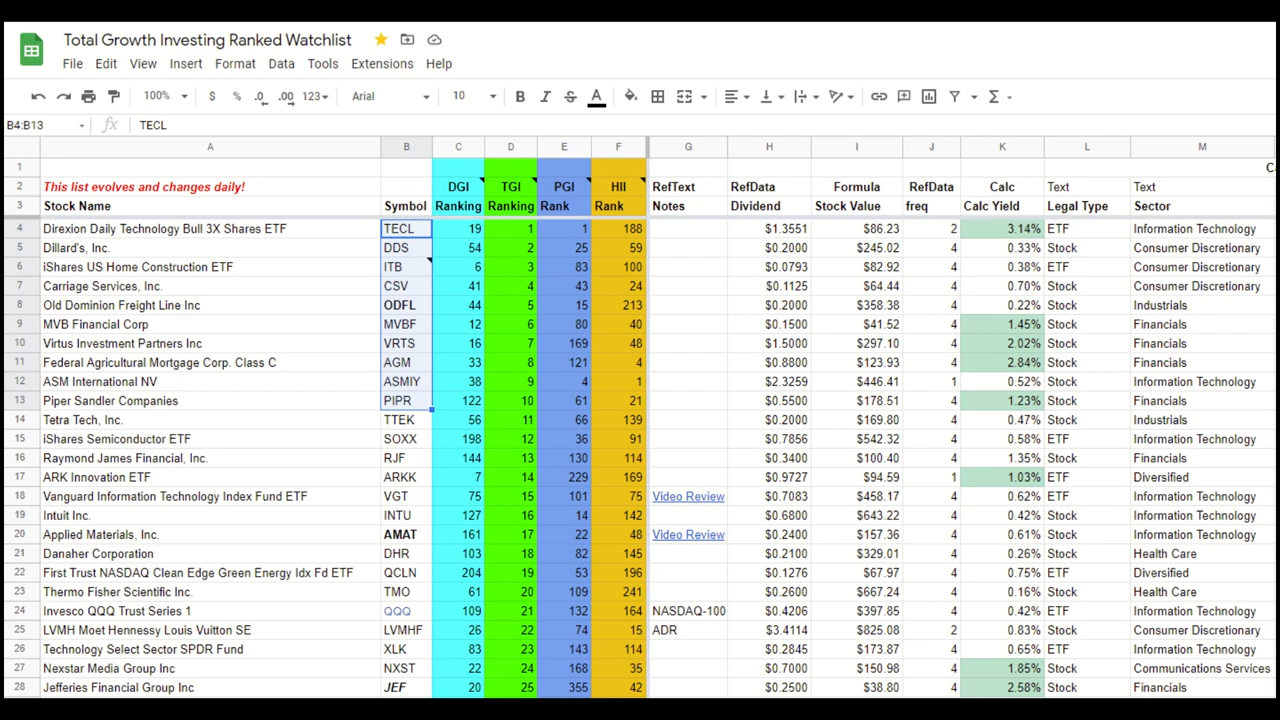 Total Growth Investing Ranked Watchlist
File Edit View Insert Format Data Tools Extensions Help
100% $ % .0 .00 123 Arial 10 B I S A
B4:B13 fx TECL
A B C D E F G H I J K L M
1 C
2 This list evolves and changes daily! DGI TGI PGI HII RefText RefData Formula RefData Calc Text Text
3 Stock Name Symbol Ranking Ranking Rank Rank Notes Dividend Stock Value freq Calc Yield Legal Type Sector
4 Direxion Daily Technology Bull 3X Shares ETF TECL 19 1 1 188 $1.3551 $86.23 2 3.14% ETF Information Technology
5 Dillard's, Inc. DDS 54 2 25 59 $0.2000 $245.02 4 0.33% Stock Consumer Discretionary
6 iShares US Home Construction ETF ITB 6 3 83 100 $0.0793 $82.92 4 0.38% ETF Consumer Discretionary
7 Carriage Services, Inc. CSV 41 4 43 24 $0.1125 $64.44 4 0.70% Stock Consumer Discretionary
8 Old Dominion Freight Line Inc ODFL 44 5 15 213 $0.2000 $358.38 4 0.22% Stock Industrials
9 MVB Financial Corp MVBF 12 6 80 40 $0.1500 $41.52 4 1.45% Stock Financials
10 Virtus Investment Partners Inc VRTS 16 7 169 48 $1.5000 $297.10 4 2.02% Stock Financials
11 Federal Agricultural Mortgage Corp. Class C AGM 33 8 121 4 $0.8800 $123.93 4 2.84% Stock Financials
12 ASM International NV ASMIY 38 9 4 1 $2.3259 $446.41 1 0.52% Stock Information Technology
13 Piper Sandler Companies PIPR 122 10 61 21 $0.5500 $178.51 4 1.23% Stock Financials
14 Tetra Tech, Inc. TTEK 56 11 66 139 $0.2000 $169.80 4 0.47% Stock Industrials
15 iShares Semiconductor ETF SOXX 198 12 36 91 $0.7856 $542.32 4 0.58% ETF Information Technology
16 Raymond James Financial, Inc. RJF 144 13 130 114 $0.3400 $100.40 4 1.35% Stock Financials
17 ARK Innovation ETF ARKK 7 14 229 169 $0.9727 $94.59 1 1.03% ETF Diversified
18 Vanguard Information Technology Index Fund ETF VGT 75 15 101 75 Video Review $0.7083 $458.17 4 0.62% ETF Information Technology
19 Intuit Inc. INTU 127 16 14 142 $0.6800 $643.22 4 0.42% Stock Information Technology
20 Applied Materials, Inc. AMAT 161 17 22 48 Video Review $0.2400 $157.36 4 0.61% Stock Information Technology
21 Danaher Corporation DHR 103 18 82 145 $0.2100 $329.01 4 0.26% Stock Health Care
22 First Trust NASDAQ Clean Edge Green Energy Idx Fd ETF QCLN 204 19 53 196 $0.1276 $67.97 4 0.75% ETF Diversified
23 Thermo Fisher Scientific Inc. TMO 61 20 109 241 $0.2600 $667.24 4 0.16% Stock Health Care
24 Invesco QQQ Trust Series 1 QQQ 109 21 132 164 NASDAQ-100 $0.4206 $397.85 4 0.42% ETF Information Technology
25 LVMH Moet Hennessy Louis Vuitton SE LVMHF 26 22 74 15 ADR $3.4114 $825.08 2 0.83% Stock Consumer Discretionary
26 Technology Select Sector SPDR Fund XLK 83 23 143 114 $0.2845 $173.87 4 0.65% ETF Information Technology
27 Nexstar Media Group Inc NXST 22 24 168 35 $0.7000 $150.98 4 1.85% Stock Communications Services
28 Jefferies Financial Group Inc JEF 20 25 355 42 $0.2500 $38.80 4 2.58% Stock Financials